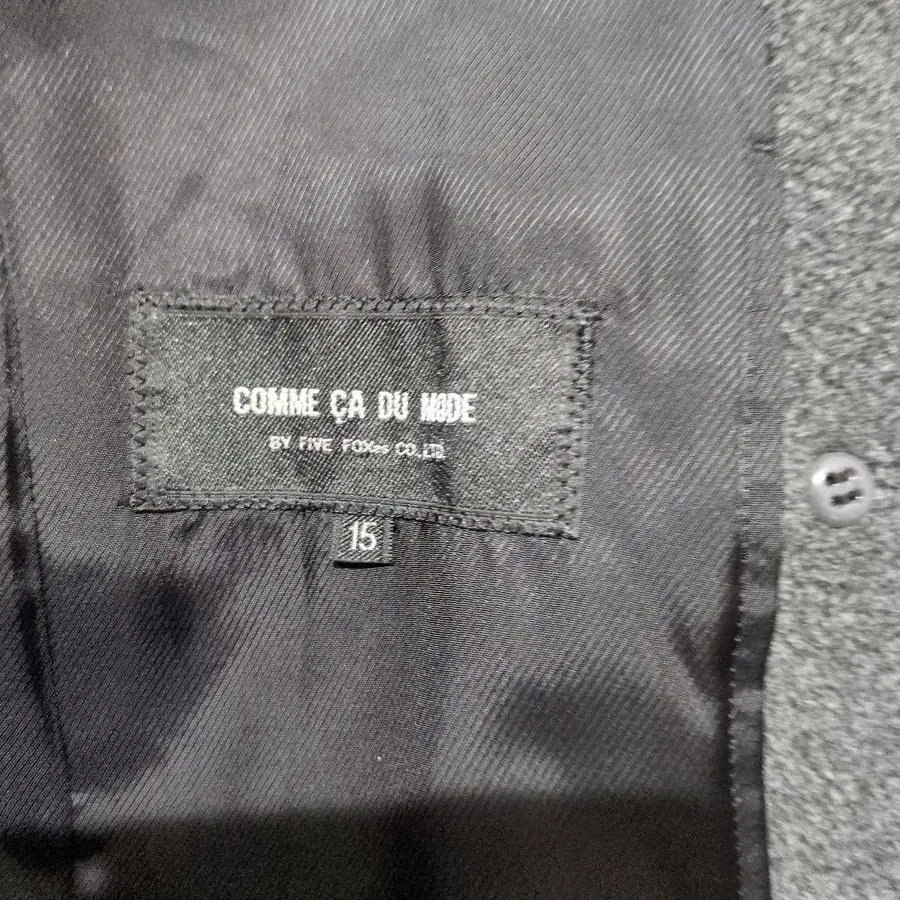 COMME ÇA DU MODE
BY FIVE FOXes CO.,LTD.
15